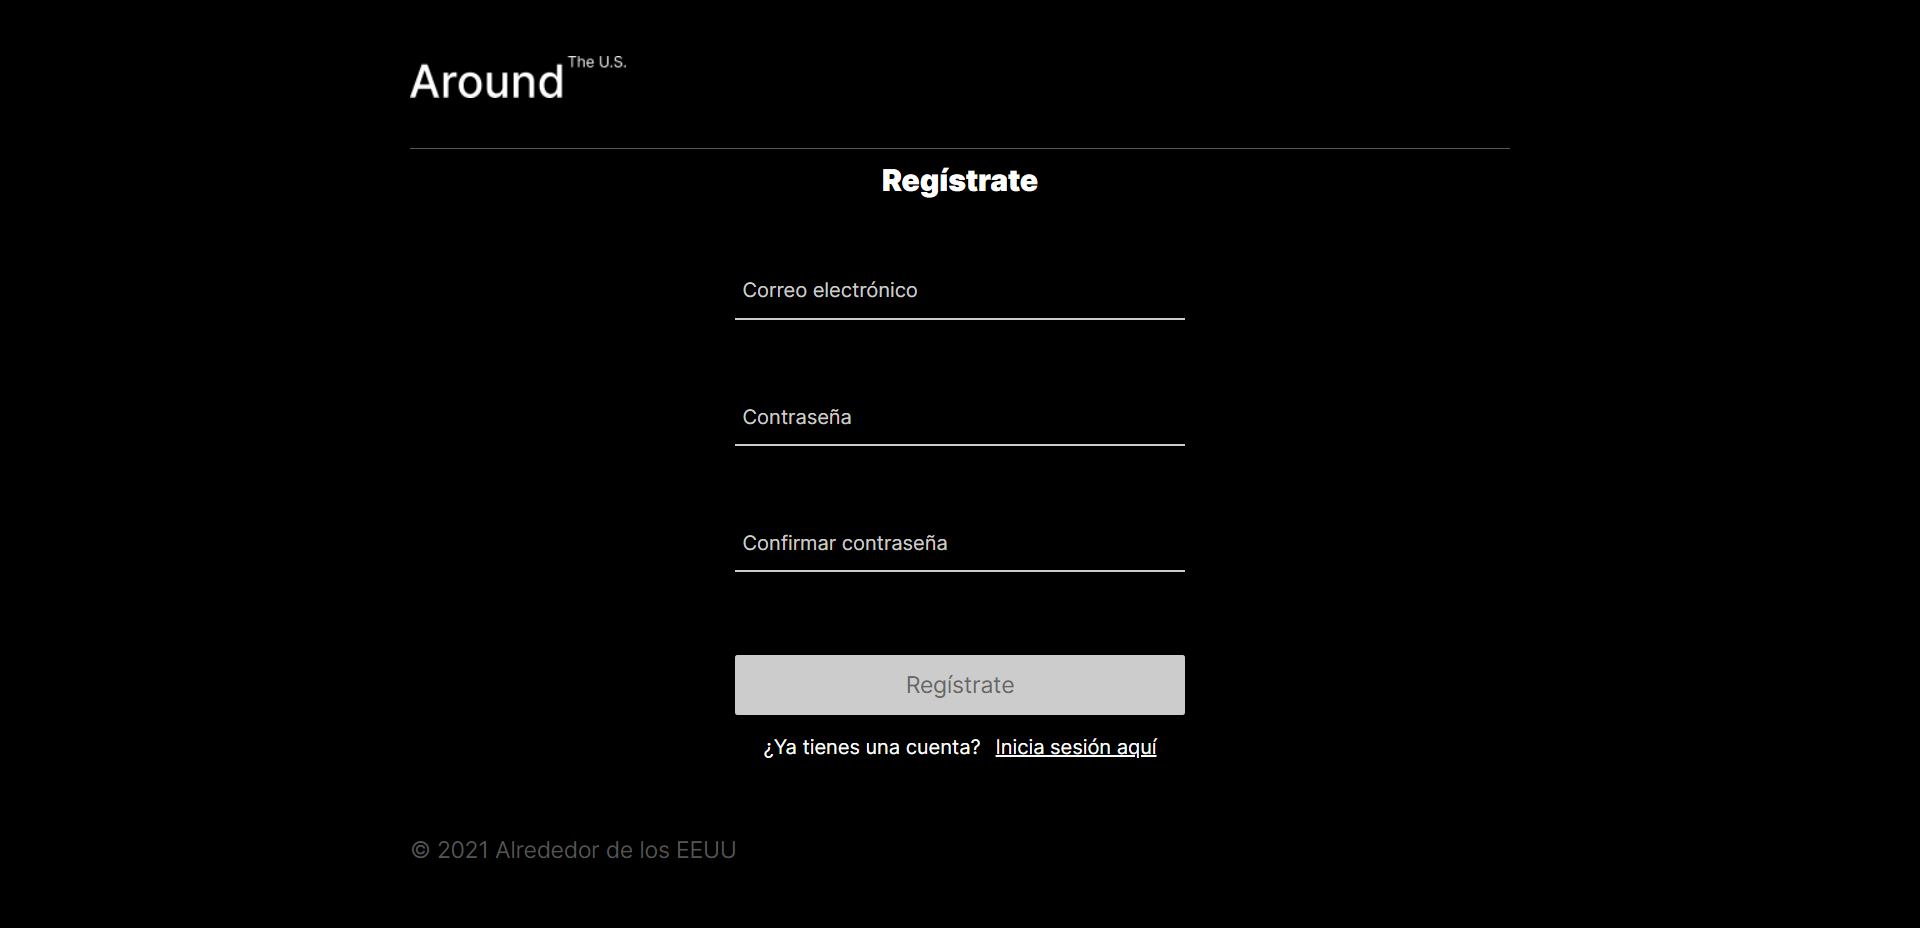 Around The U.S.
Regístrate
Correo electrónico
Contraseña
Confirmar contraseña
Regístrate
¿Ya tienes una cuenta? Inicia sesión aquí
© 2021 Alrededor de los EEUU